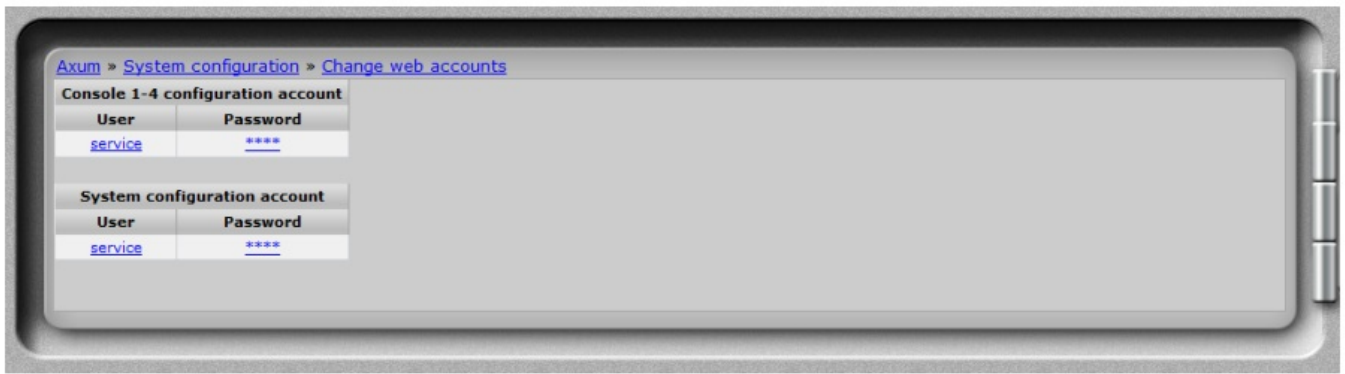 Axum » System configuration » Change web accounts
Console 1-4 configuration account
User Password
service ****
System configuration account
User Password
service ****